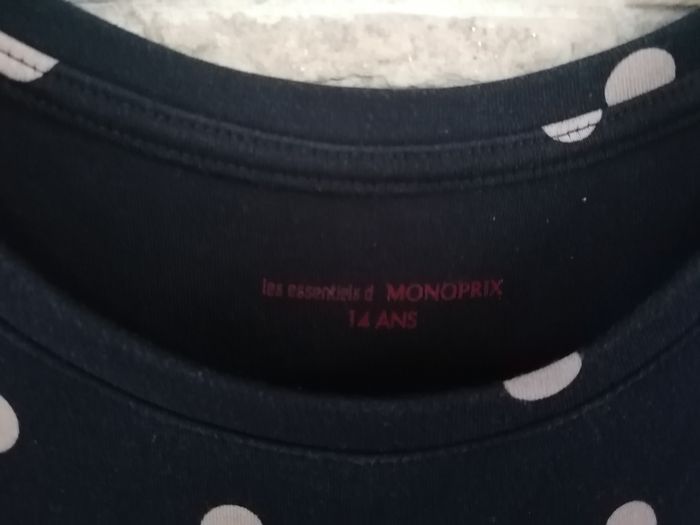 les essentiels d MONOPRIX
14 ANS